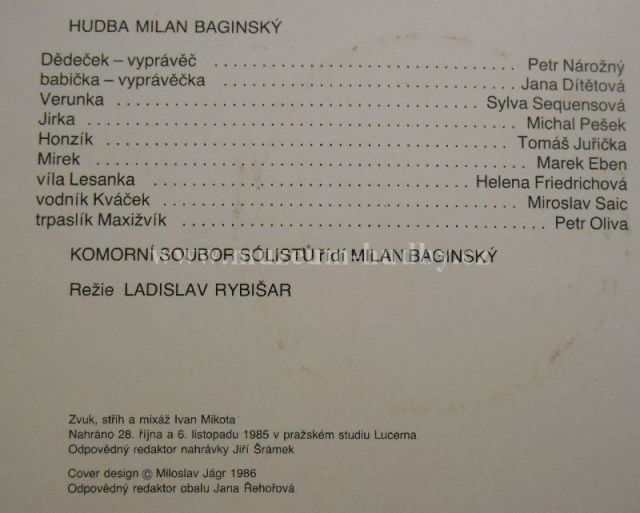 HUDBA MILAN BAGINSKÝ
Dědeček – vyprávěč ........ Petr Nárožný
babička – vyprávěčka ........ Jana Dítětová
Verunka ........ Sylva Sequensová
Jirka ........ Michal Pešek
Honzík ........ Tomáš Juřička
Mirek ........ Marek Eben
víla Lesanka ........ Helena Friedrichová
vodník Kváček ........ Miroslav Saic
trpaslík Maxižvík ........ Petr Oliva
KOMORNÍ SOUBOR SÓLISTŮ řídí MILAN BAGINSKÝ
Režie LADISLAV RYBIŠAR
Zvuk, střih a mixáž Ivan Mikota
Nahráno 28. října a 6. listopadu 1985 v pražském studiu Lucerna
Odpovědný redaktor nahrávky Jiří Šrámek
Cover design © Miloslav Jágr 1986
Odpovědný redaktor obalu Jana Řehořová